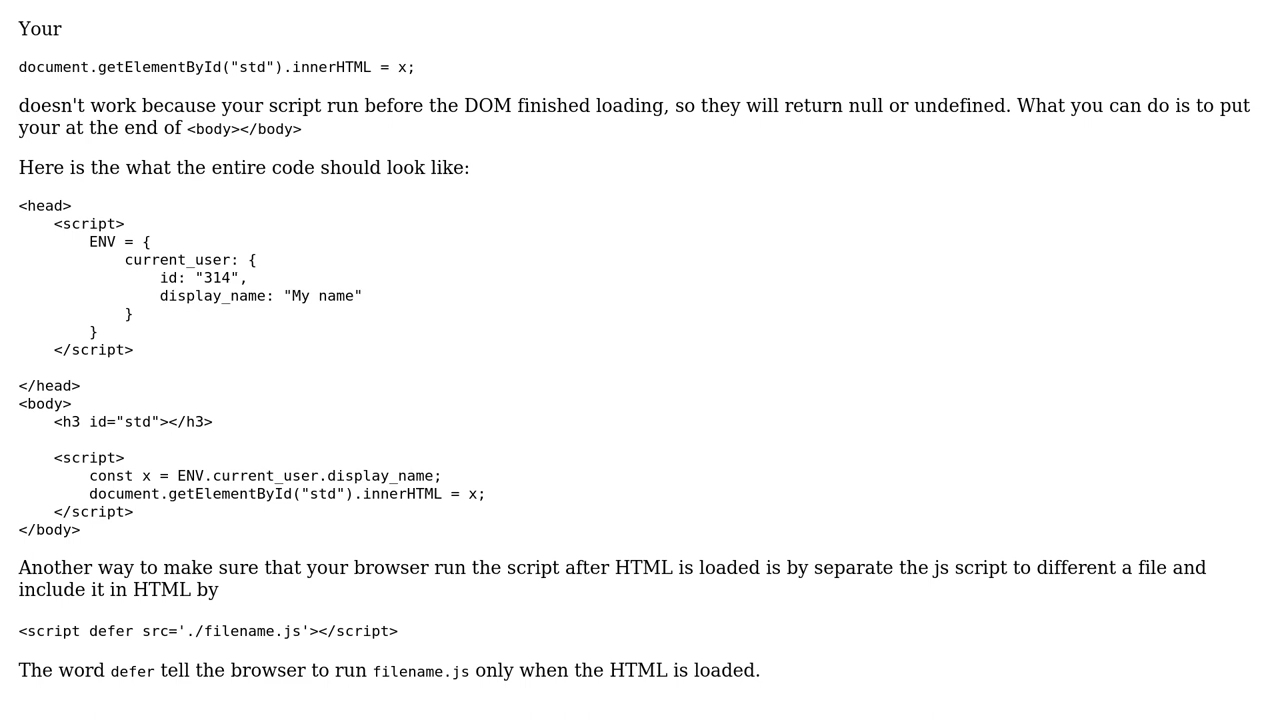 Your
document.getElementById("std").innerHTML = x;
doesn't work because your script run before the DOM finished loading, so they will return null or undefined. What you can do is to put
your at the end of <body></body>
Here is the what the entire code should look like:
<head>
    <script>
        ENV = {
            current_user: {
                id: "314",
                display_name: "My name"
            }
        }
    </script>

</head>
<body>
    <h3 id="std"></h3>

    <script>
        const x = ENV.current_user.display_name;
        document.getElementById("std").innerHTML = x;
    </script>
</body>
Another way to make sure that your browser run the script after HTML is loaded is by separate the js script to different a file and
include it in HTML by
<script defer src='./filename.js'></script>
The word defer tell the browser to run filename.js only when the HTML is loaded.